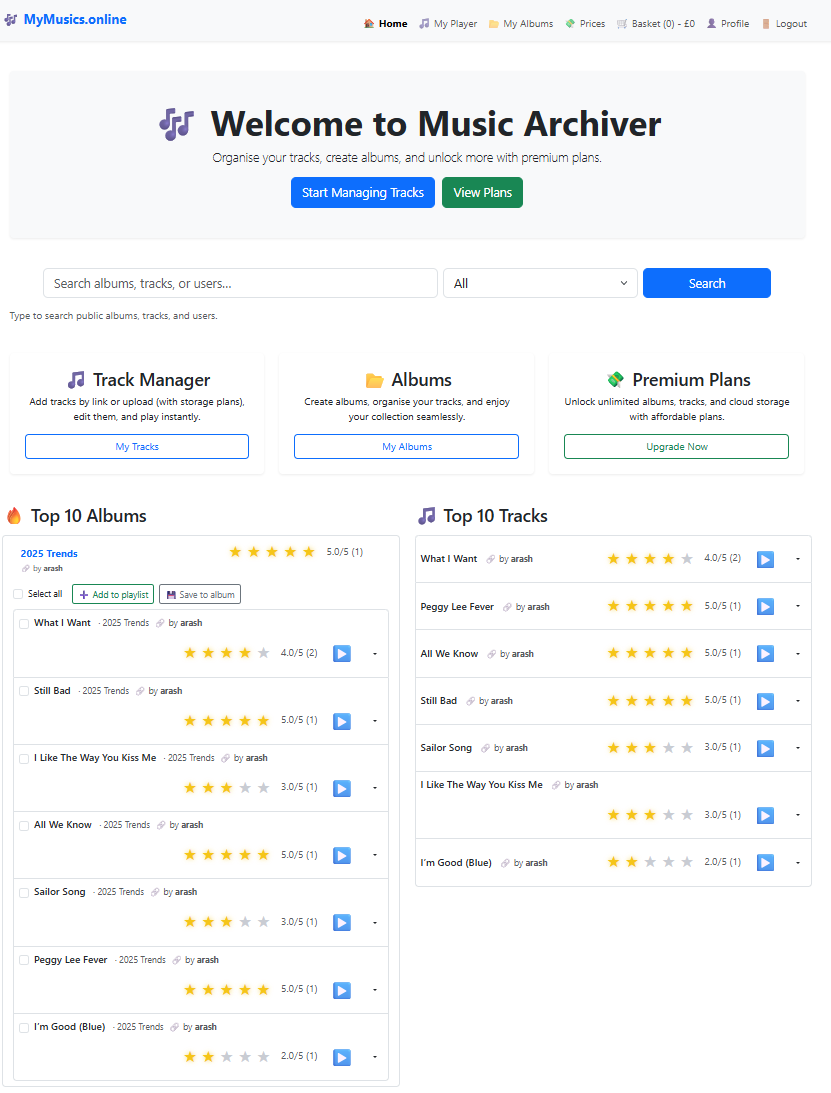 MyMusics.online
Home My Player My Albums Prices Basket (0) - £0 Profile Logout
Welcome to Music Archiver
Organise your tracks, create albums, and unlock more with premium plans.
Start Managing Tracks View Plans
Search albums, tracks, or users... All Search
Type to search public albums, tracks, and users.
Track Manager
Add tracks by link or upload (with storage plans),
edit them, and play instantly.
My Tracks
Albums
Create albums, organise your tracks, and enjoy
your collection seamlessly.
My Albums
Premium Plans
Unlock unlimited albums, tracks, and cloud storage
with affordable plans.
Upgrade Now
Top 10 Albums
2025 Trends 5.0/5 (1)
by arash
Select all Add to playlist Save to album
What I Want · 2025 Trends by arash
4.0/5 (2)
Still Bad · 2025 Trends by arash
5.0/5 (1)
I Like The Way You Kiss Me · 2025 Trends by arash
3.0/5 (1)
All We Know · 2025 Trends by arash
5.0/5 (1)
Sailor Song · 2025 Trends by arash
3.0/5 (1)
Peggy Lee Fever · 2025 Trends by arash
5.0/5 (1)
I'm Good (Blue) · 2025 Trends by arash
2.0/5 (1)
Top 10 Tracks
What I Want by arash 4.0/5 (2)
Peggy Lee Fever by arash 5.0/5 (1)
All We Know by arash 5.0/5 (1)
Still Bad by arash 5.0/5 (1)
Sailor Song by arash 3.0/5 (1)
I Like The Way You Kiss Me by arash
3.0/5 (1)
I'm Good (Blue) by arash 2.0/5 (1)